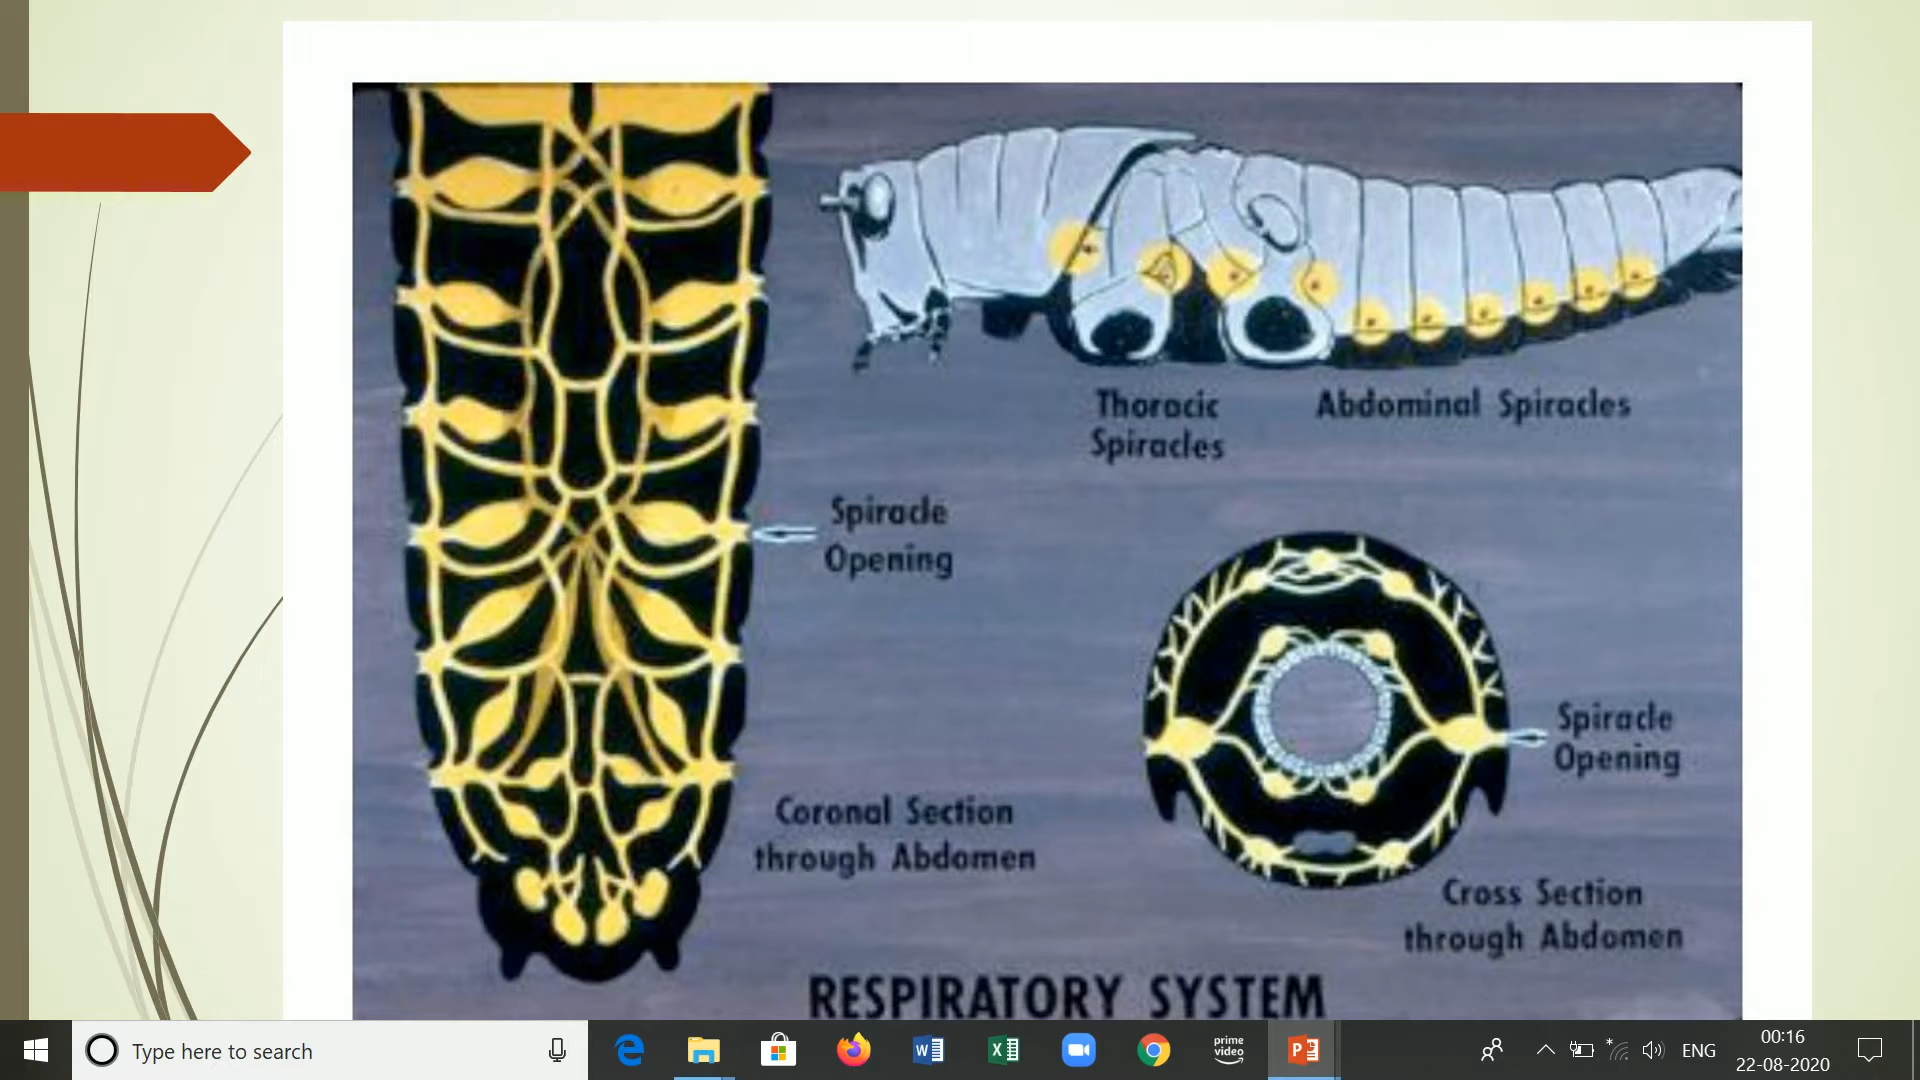 Thoracic
Spiracles
Abdominal Spiracles
Spiracle
Opening
Spiracle
Opening
Coronal Section
through Abdomen
Cross Section
through Abdomen
RESPIRATORY SYSTEM
Type here to search
prime
video
ENG
00:16
22-08-2020